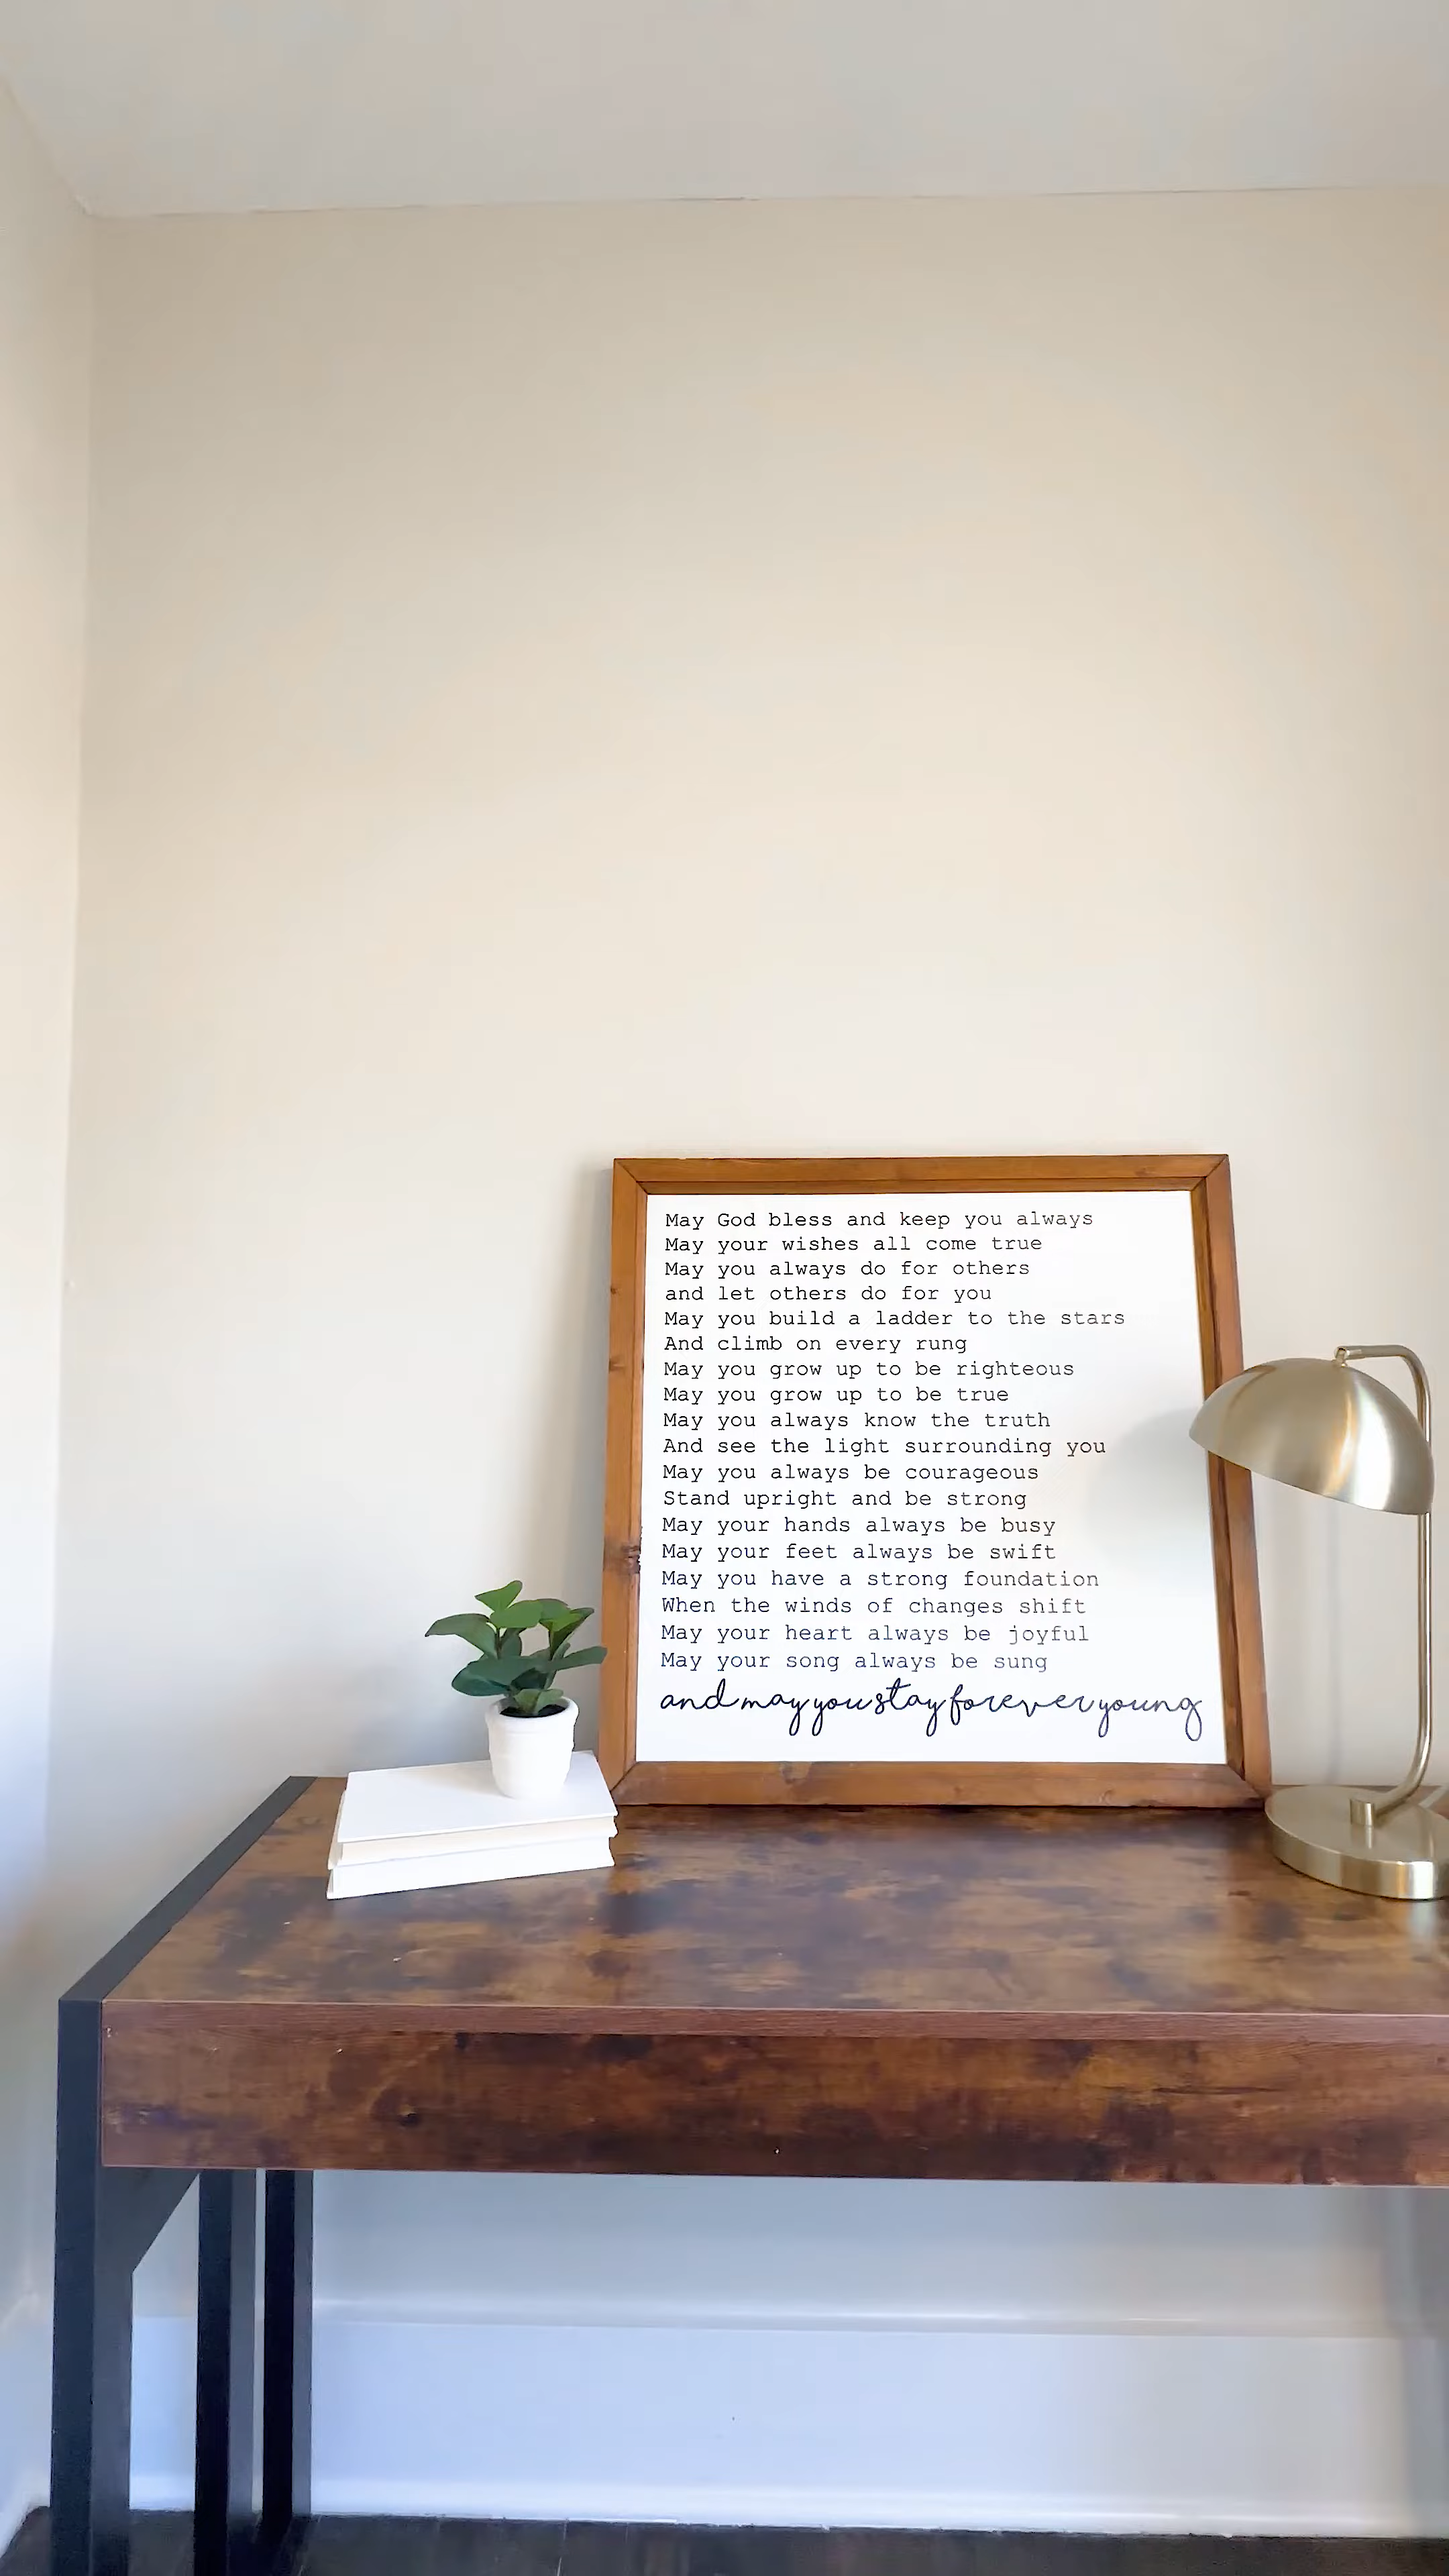 May God bless and keep you always
May your wishes all come true
May you always do for others
and let others do for you
May you build a ladder to the stars
And climb on every rung
May you grow up to be righteous
May you grow up to be true
May you always know the truth
And see the light surrounding you
May you always be courageous
Stand upright and be strong
May your hands always be busy
May your feet always be swift
May you have a strong foundation
When the winds of changes shift
May your heart always be joyful
May your song always be sung
and may you stay forever young